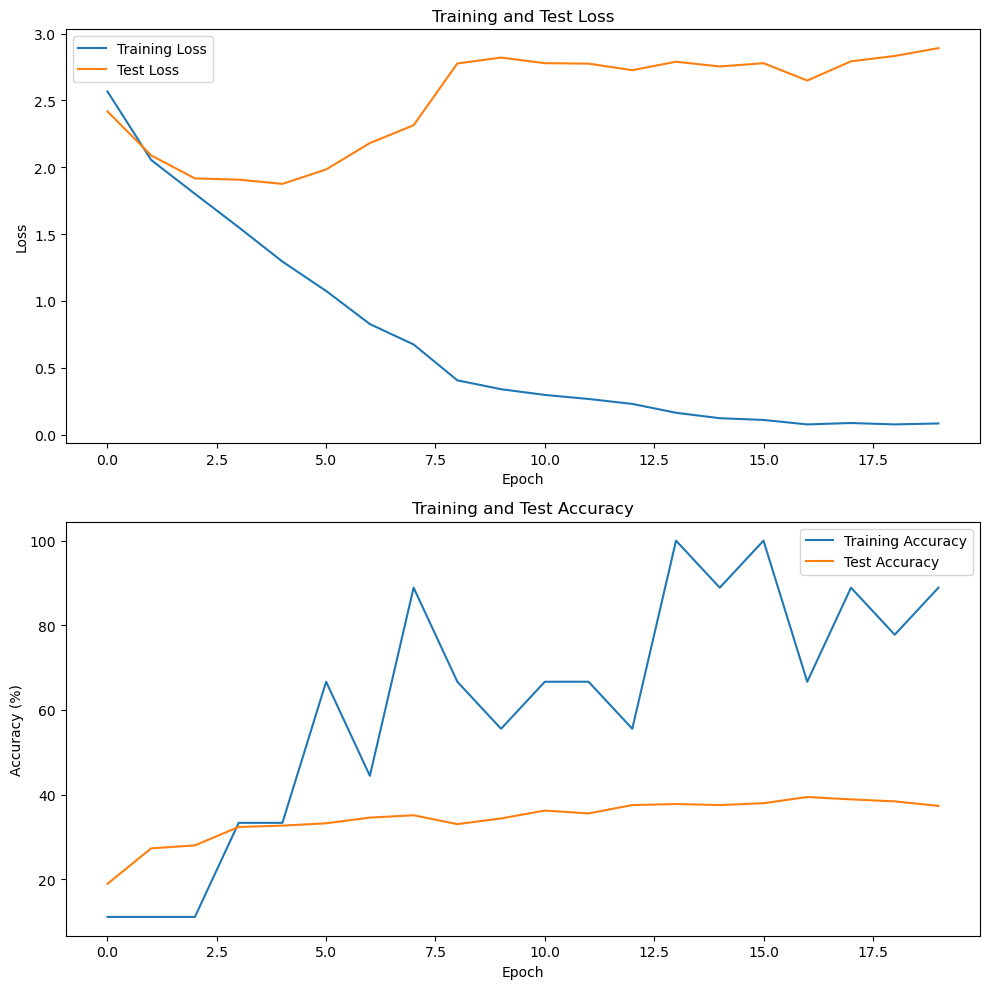 Training and Test Loss
Training Loss
Test Loss
3.0
2.5
2.0
1.5
1.0
0.5
0.0
Loss
0.0 2.5 5.0 7.5 10.0 12.5 15.0 17.5
Epoch
Training and Test Accuracy
Training Accuracy
Test Accuracy
100
80
60
40
20
Accuracy (%)
0.0 2.5 5.0 7.5 10.0 12.5 15.0 17.5
Epoch